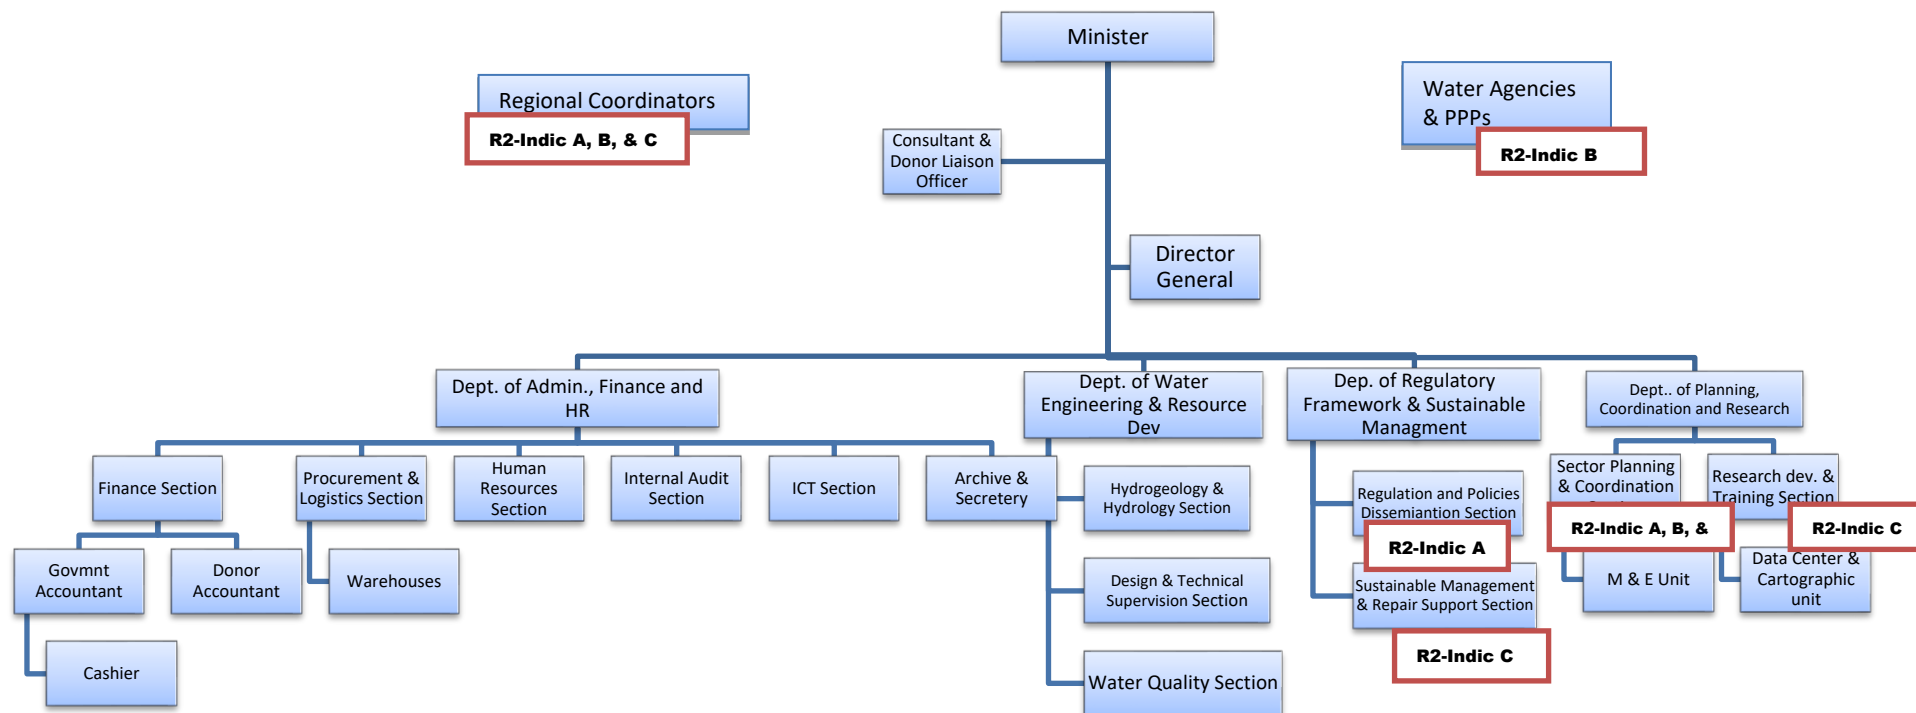 Minister
Regional Coordinators
R2-Indic A, B, & C
Water Agencies
& PPPs
R2-Indic B
Consultant &
Donor Liaison
Officer
Director
General
Dept. of Admin., Finance and
HR
Dept. of Water
Engineering & Resource
Dev
Dep. of Regulatory
Framework & Sustainable
Managment
Dept.. of Planning,
Coordination and Research
Finance Section
Procurement &
Logistics Section
Human
Resources
Section
Internal Audit
Section
ICT Section
Archive &
Secretery
Hydrogeology &
Hydrology Section
Regulation and Policies
Dissemiantion Section
R2-Indic A
Sector Planning
& Coordination
R2-Indic A, B, &
Research dev. &
Training Section
R2-Indic C
Govmnt
Accountant
Donor
Accountant
Warehouses
Design & Technical
Supervision Section
Sustainable Management
& Repair Support Section
R2-Indic C
M & E Unit
Data Center &
Cartographic
unit
Cashier
Water Quality Section